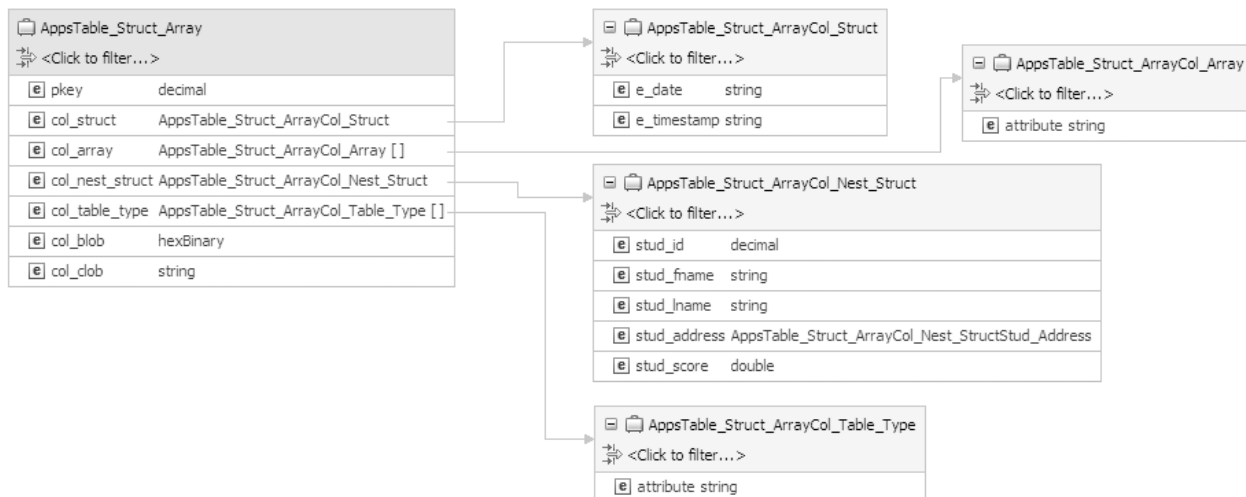 AppsTable_Struct_Array
<Click to filter...>
e pkey decimal
e col_struct AppsTable_Struct_ArrayCol_Struct
e col_array AppsTable_Struct_ArrayCol_Array [ ]
e col_nest_struct AppsTable_Struct_ArrayCol_Nest_Struct
e col_table_type AppsTable_Struct_ArrayCol_Table_Type [ ]
e col_blob hexBinary
e col_clob string
AppsTable_Struct_ArrayCol_Struct
<Click to filter...>
e e_date string
e e_timestamp string
AppsTable_Struct_ArrayCol_Array
<Click to filter...>
e attribute string
AppsTable_Struct_ArrayCol_Nest_Struct
<Click to filter...>
e stud_id decimal
e stud_fname string
e stud_lname string
e stud_address AppsTable_Struct_ArrayCol_Nest_StructStud_Address
e stud_score double
AppsTable_Struct_ArrayCol_Table_Type
<Click to filter...>
e attribute string